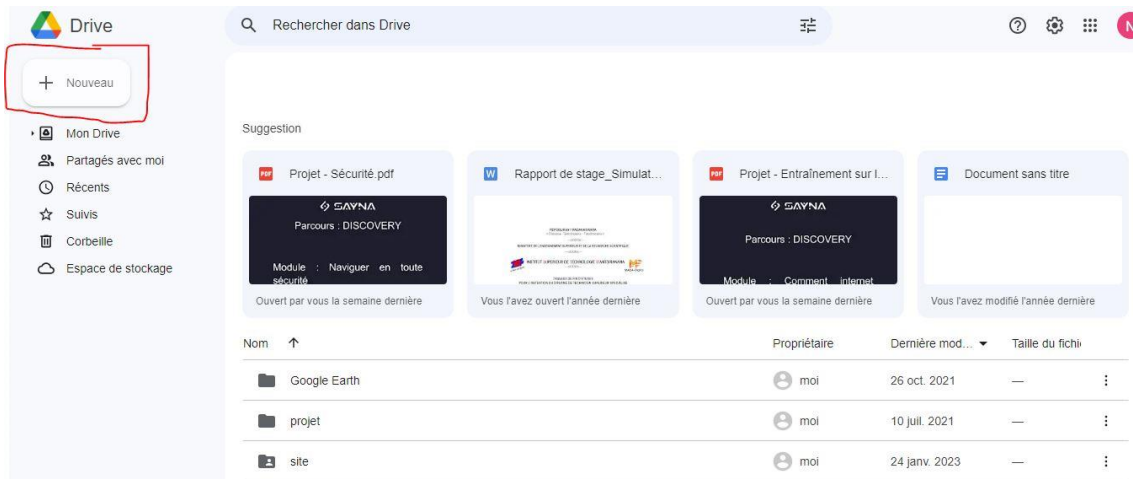 Drive
Rechercher dans Drive
N
Nouveau
Mon Drive
Partagés avec moi
Récents
Suivis
Corbeille
Espace de stockage
Suggestion
PDF Projet - Sécurité.pdf
SAYNA
Parcours : DISCOVERY
Module : Naviguer en toute
sécurité
Ouvert par vous la semaine dernière
W Rapport de stage_Simulat...
Vous l'avez ouvert l'année dernière
PDF Projet - Entraînement sur l...
SAYNA
Parcours : DISCOVERY
Module : Comment internet
Ouvert par vous la semaine dernière
Document sans titre
Vous l'avez modifié l'année dernière
Nom Propriétaire Dernière mod... Taille du fichi
Google Earth moi 26 oct. 2021 —
projet moi 10 juil. 2021 —
site moi 24 janv. 2023 —